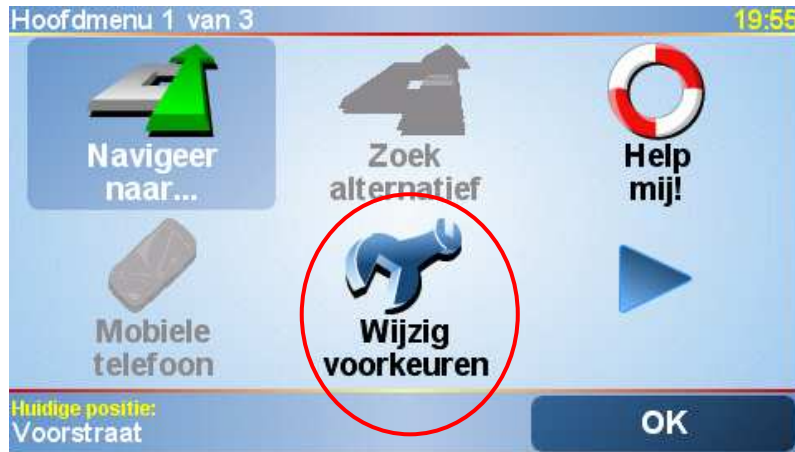 Hoofdmenu 1 van 3
19:55
Navigeer
naar...
Zoek
alternatief
Help
mij!
Mobiele
telefoon
Wijzig
voorkeuren
Huidige positie:
Voorstraat
OK